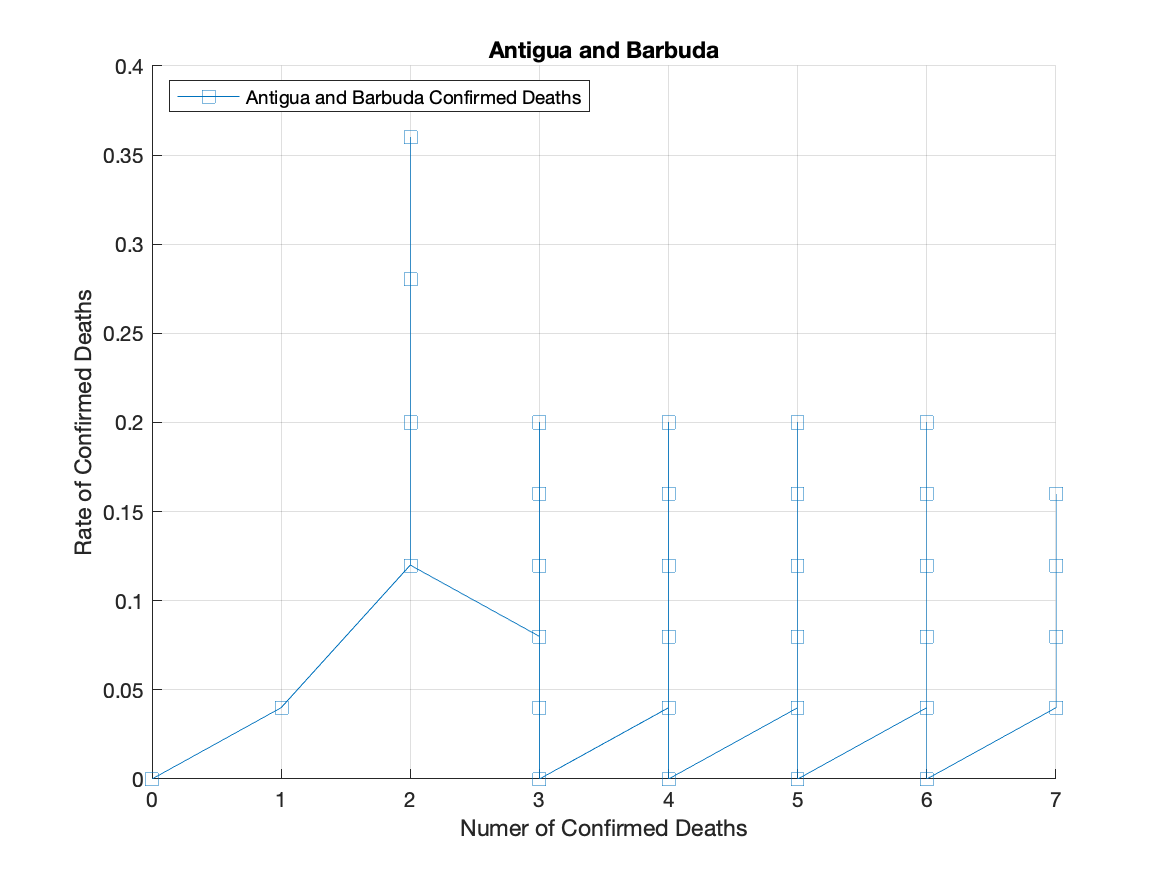 Antigua and Barbuda
Antigua and Barbuda Confirmed Deaths
0.4
0.35
0.3
0.25
0.2
0.15
0.1
0.05
0
Rate of Confirmed Deaths
0 1 2 3 4 5 6 7
Numer of Confirmed Deaths